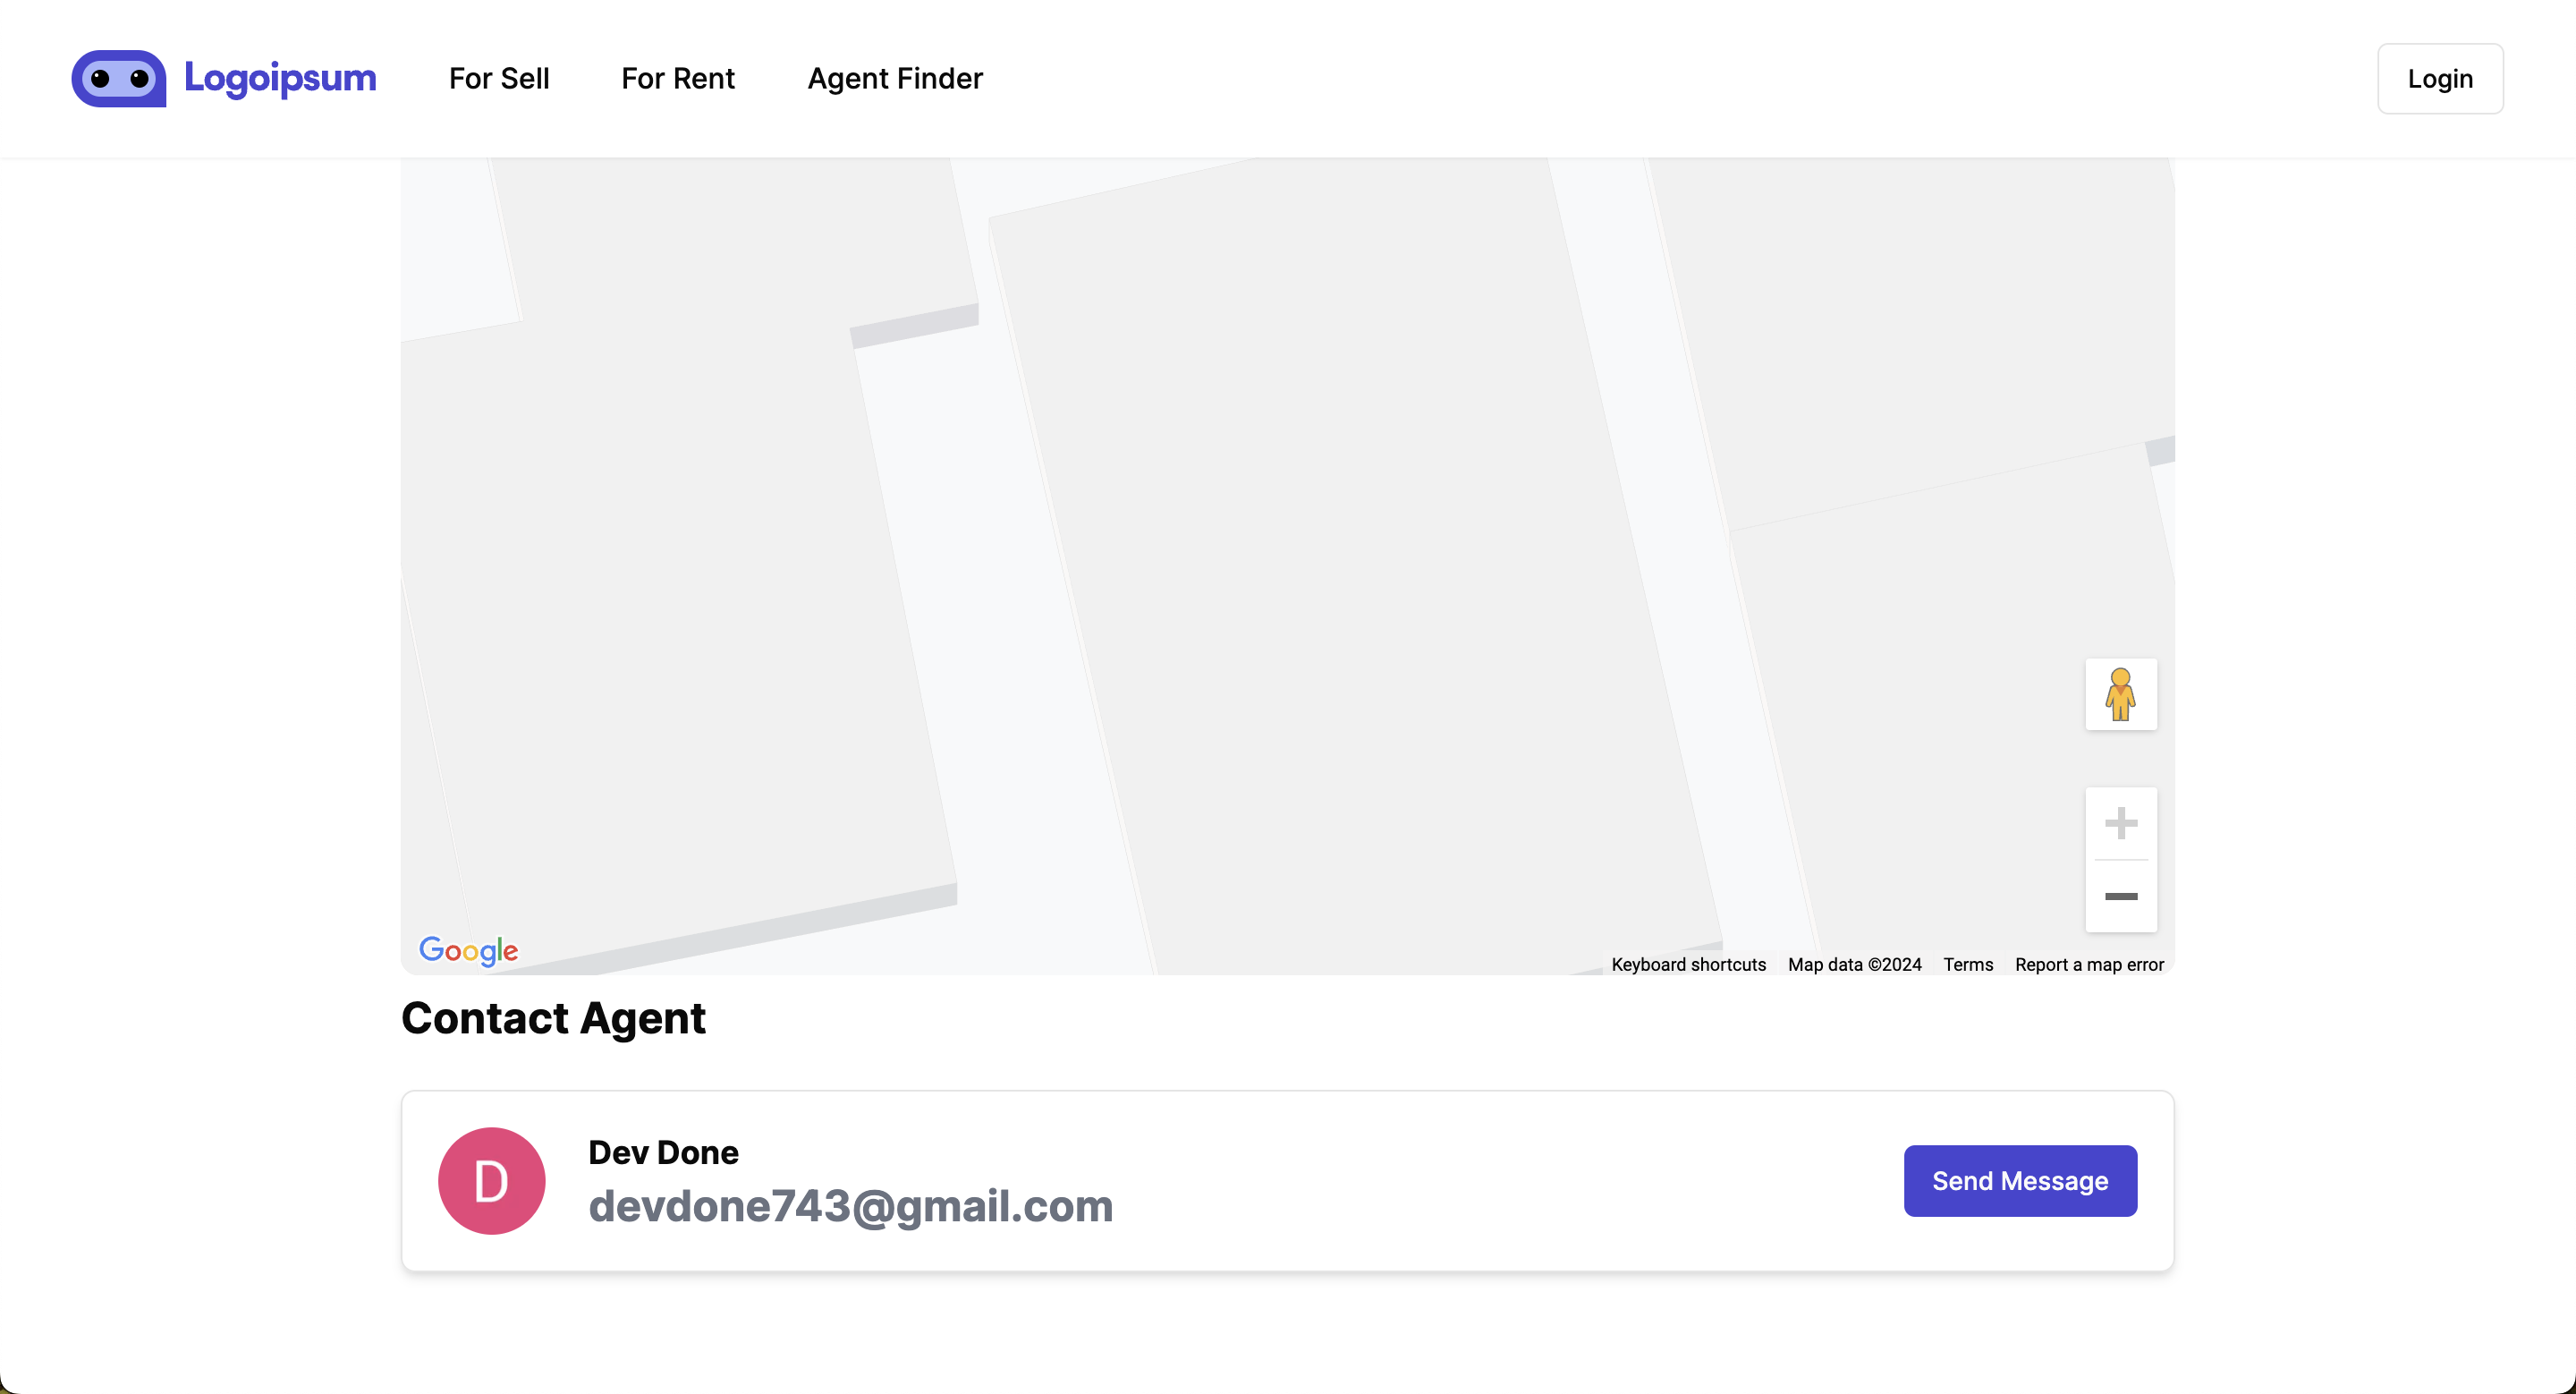 Logoipsum For Sell For Rent Agent Finder Login
Google
Keyboard shortcuts Map data ©2024 Terms Report a map error
Contact Agent
D
Dev Done
devdone743@gmail.com
Send Message